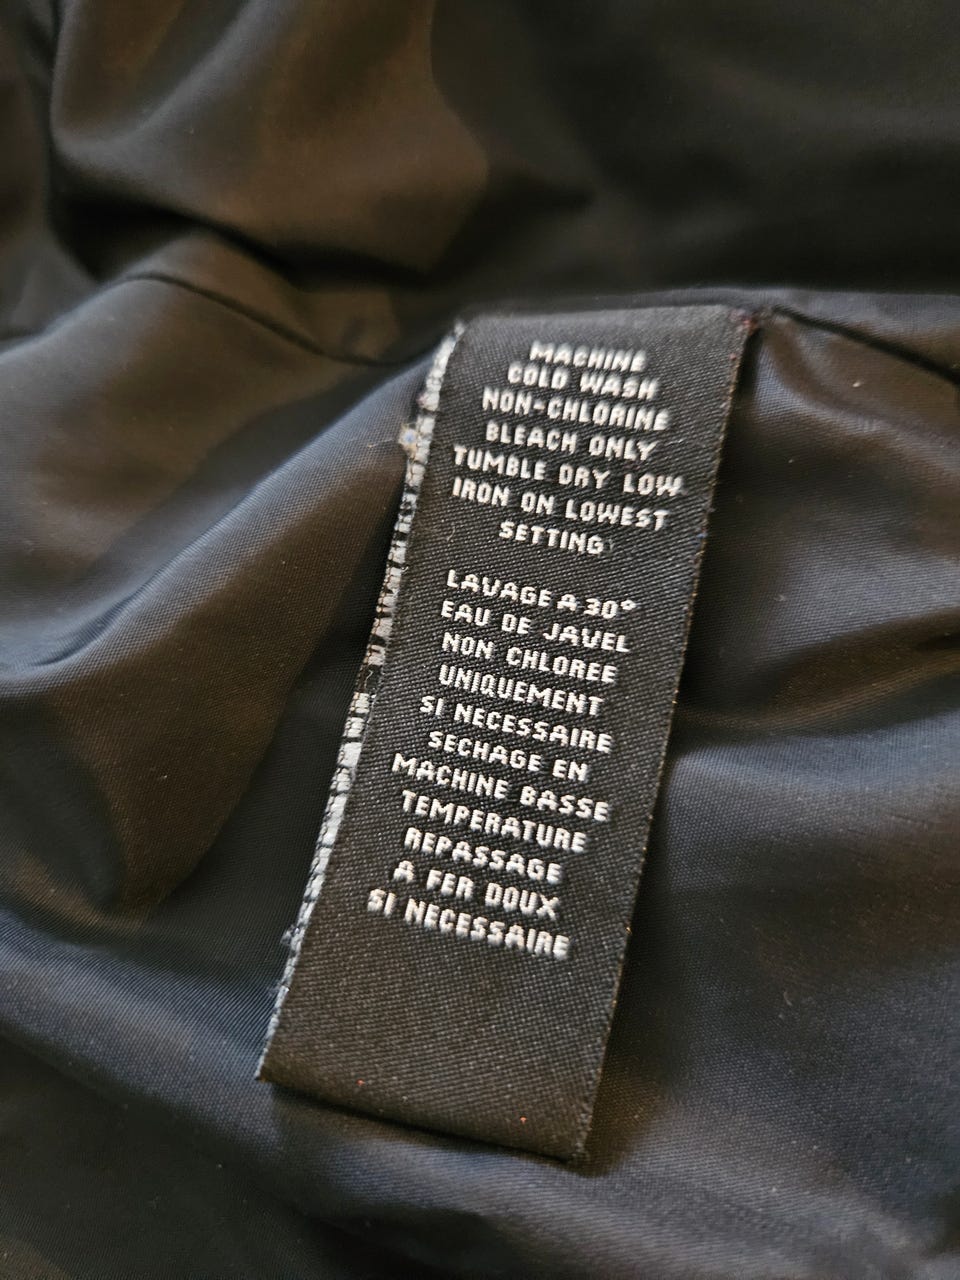 MACHINE
COLD WASH
NON-CHLORINE
BLEACH ONLY
TUMBLE DRY LOW
IRON ON LOWEST
SETTING
LAVAGE A 30°
EAU DE JAVEL
NON CHLOREE
UNIQUEMENT
SI NECESSAIRE
SECHAGE EN
MACHINE BASSE
TEMPERATURE
REPASSAGE
A FER DOUX
SI NECESSAIRE